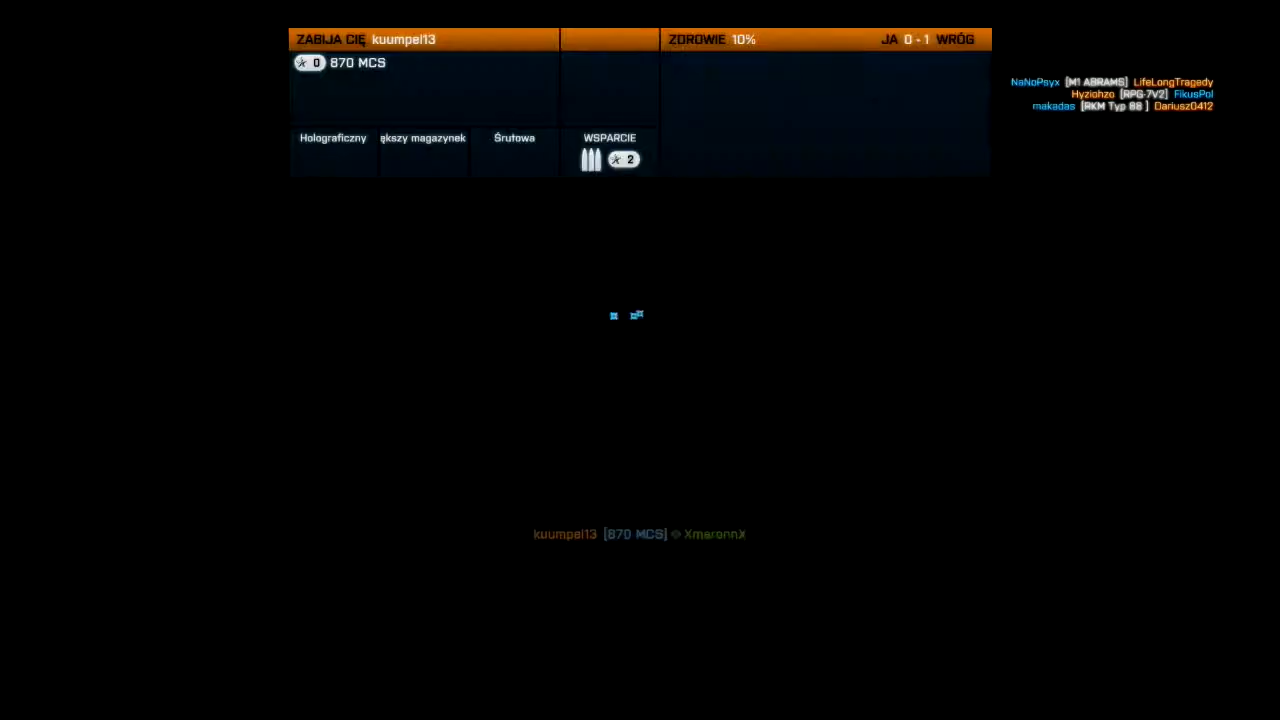 ZABIJA CIĘ kuumpel13 ZDROWIE 10% JA 0 - 1 WRÓG
0 870 MCS
NaNoPsyx [M1 ABRAMS] LifeLongTragedy
Hyziohzo [RPG-7V2] FikusPol
makadas [RKM Typ 88 ] Dariusz0412
Holograficzny ększy magazynek Śrutowa WSPARCIE
2
kuumpel13 [870 MCS] XmaronnX